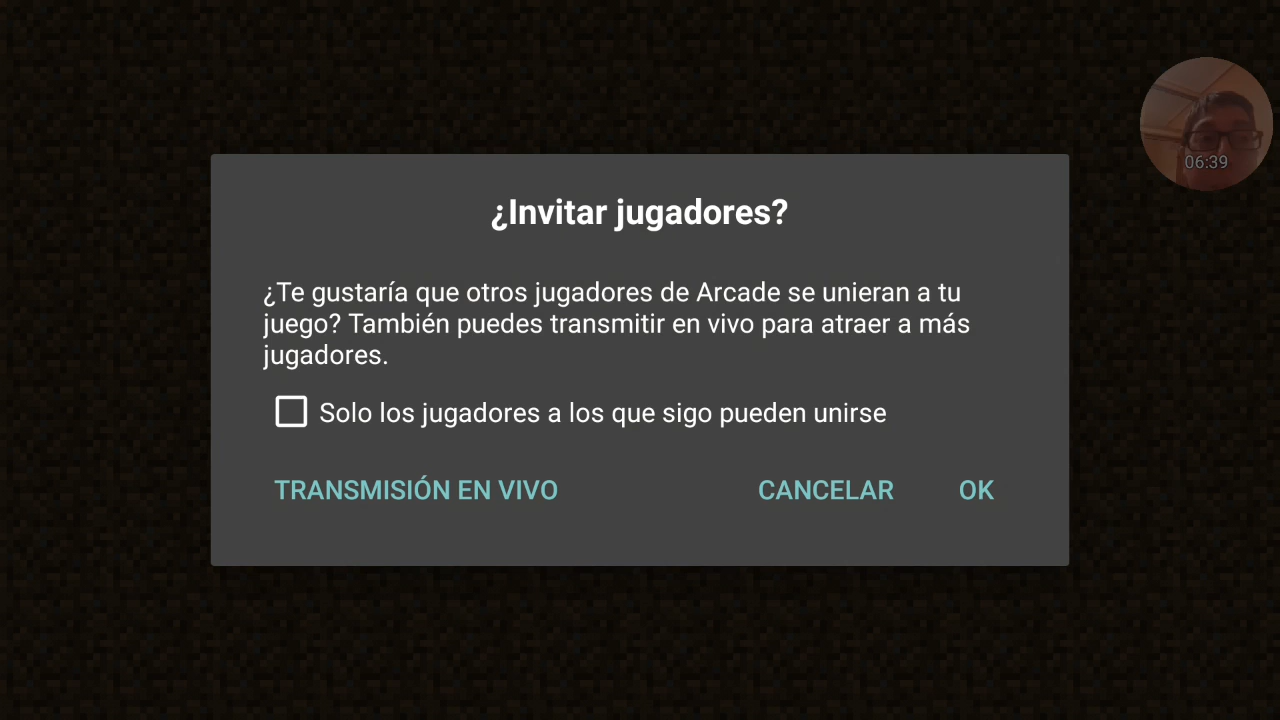 06:39
¿Invitar jugadores?
¿Te gustaría que otros jugadores de Arcade se unieran a tu
juego? También puedes transmitir en vivo para atraer a más
jugadores.
Solo los jugadores a los que sigo pueden unirse
TRANSMISIÓN EN VIVO CANCELAR OK